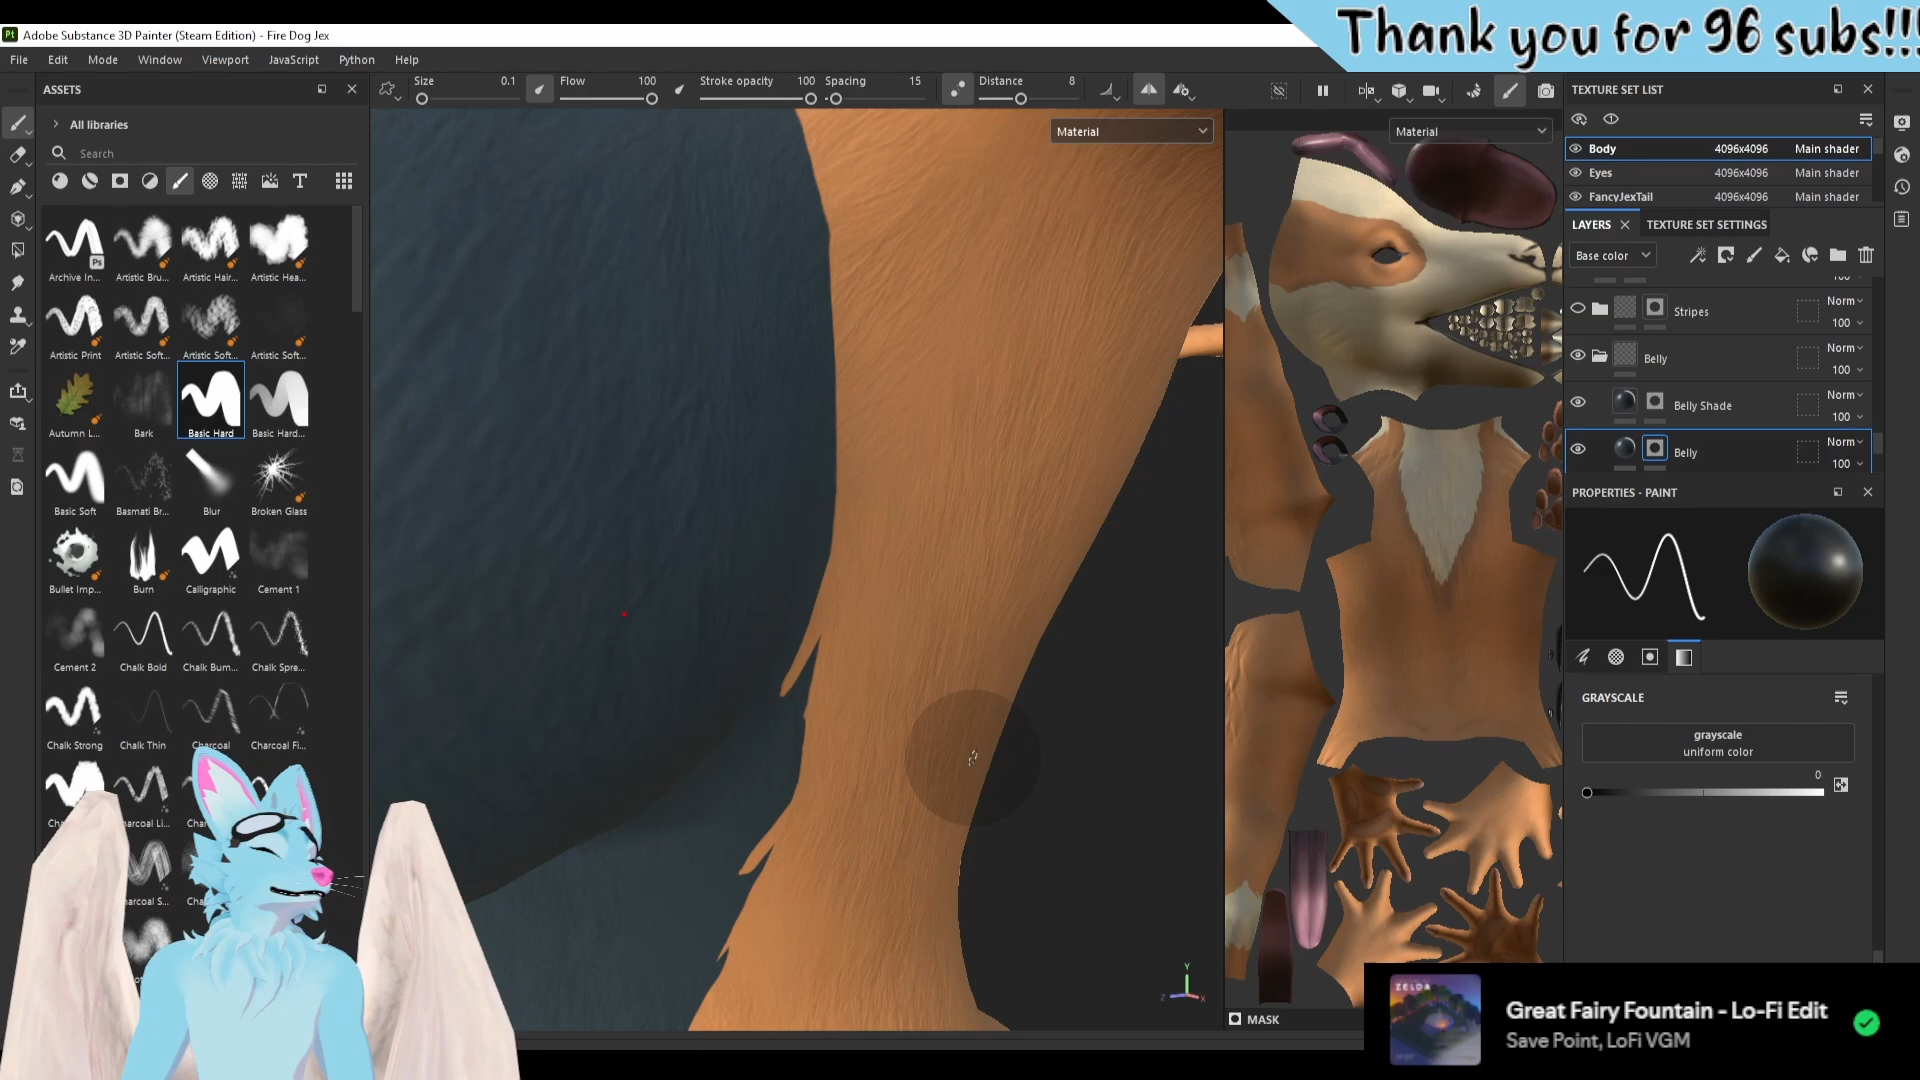 Thank you for 96 subs!!!
Adobe Substance 3D Painter (Steam Edition) - Fire Dog Jex
File Edit Mode Window Viewport JavaScript Python Help
ASSETS
All libraries
Search
Size 0.1
Flow 100
Stroke opacity 100
Spacing 15
Distance 8
Archive In...
Artistic Bru...
Artistic Hair...
Artistic Hea...
Artistic Print
Artistic Soft...
Artistic Soft...
Artistic Soft...
Autumn L...
Bark
Basic Hard
Basic Hard...
Basic Soft
Basmati Br...
Blur
Broken Glass
Bullet Imp...
Burn
Calligraphic
Cement 1
Cement 2
Chalk Bold
Chalk Bum...
Chalk Spre...
Chalk Strong
Chalk Thin
Charcoal
Charcoal Fi...
Material
Material
TEXTURE SET LIST
Body 4096x4096 Main shader
Eyes 4096x4096 Main shader
FancyJexTail 4096x4096 Main shader
LAYERS
TEXTURE SET SETTINGS
Base color
Stripes Norm 100
Belly Norm 100
Belly Shade Norm 100
Belly Norm 100
PROPERTIES - PAINT
GRAYSCALE
grayscale
uniform color
0
Y
Z
X
MASK
ZELDA
Great Fairy Fountain - Lo-Fi Edit
Save Point, LoFi VGM